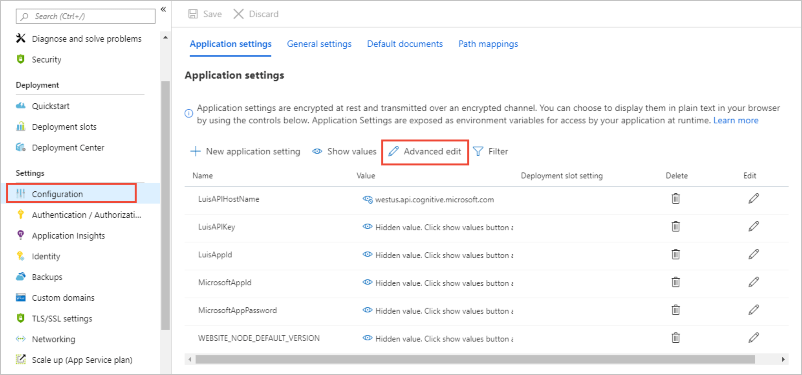 Search (Ctrl+/)
«
Diagnose and solve problems
Security
Deployment
Quickstart
Deployment slots
Deployment Center
Settings
Configuration
Authentication / Authorizati...
Application Insights
Identity
Backups
Custom domains
TLS/SSL settings
Networking
Scale up (App Service plan)
Save Discard
Application settings General settings Default documents Path mappings
Application settings
Application settings are encrypted at rest and transmitted over an encrypted channel. You can choose to display them in plain text in your browser
by using the controls below. Application Settings are exposed as environment variables for access by your application at runtime. Learn more
New application setting Show values Advanced edit Filter
Name Value Deployment slot setting Delete Edit
LuisAPIHostName westus.api.cognitive.microsoft.com
LuisAPIKey Hidden value. Click show values button a
LuisAppId Hidden value. Click show values button a
MicrosoftAppId Hidden value. Click show values button a
MicrosoftAppPassword Hidden value. Click show values button a
WEBSITE_NODE_DEFAULT_VERSION Hidden value. Click show values button a